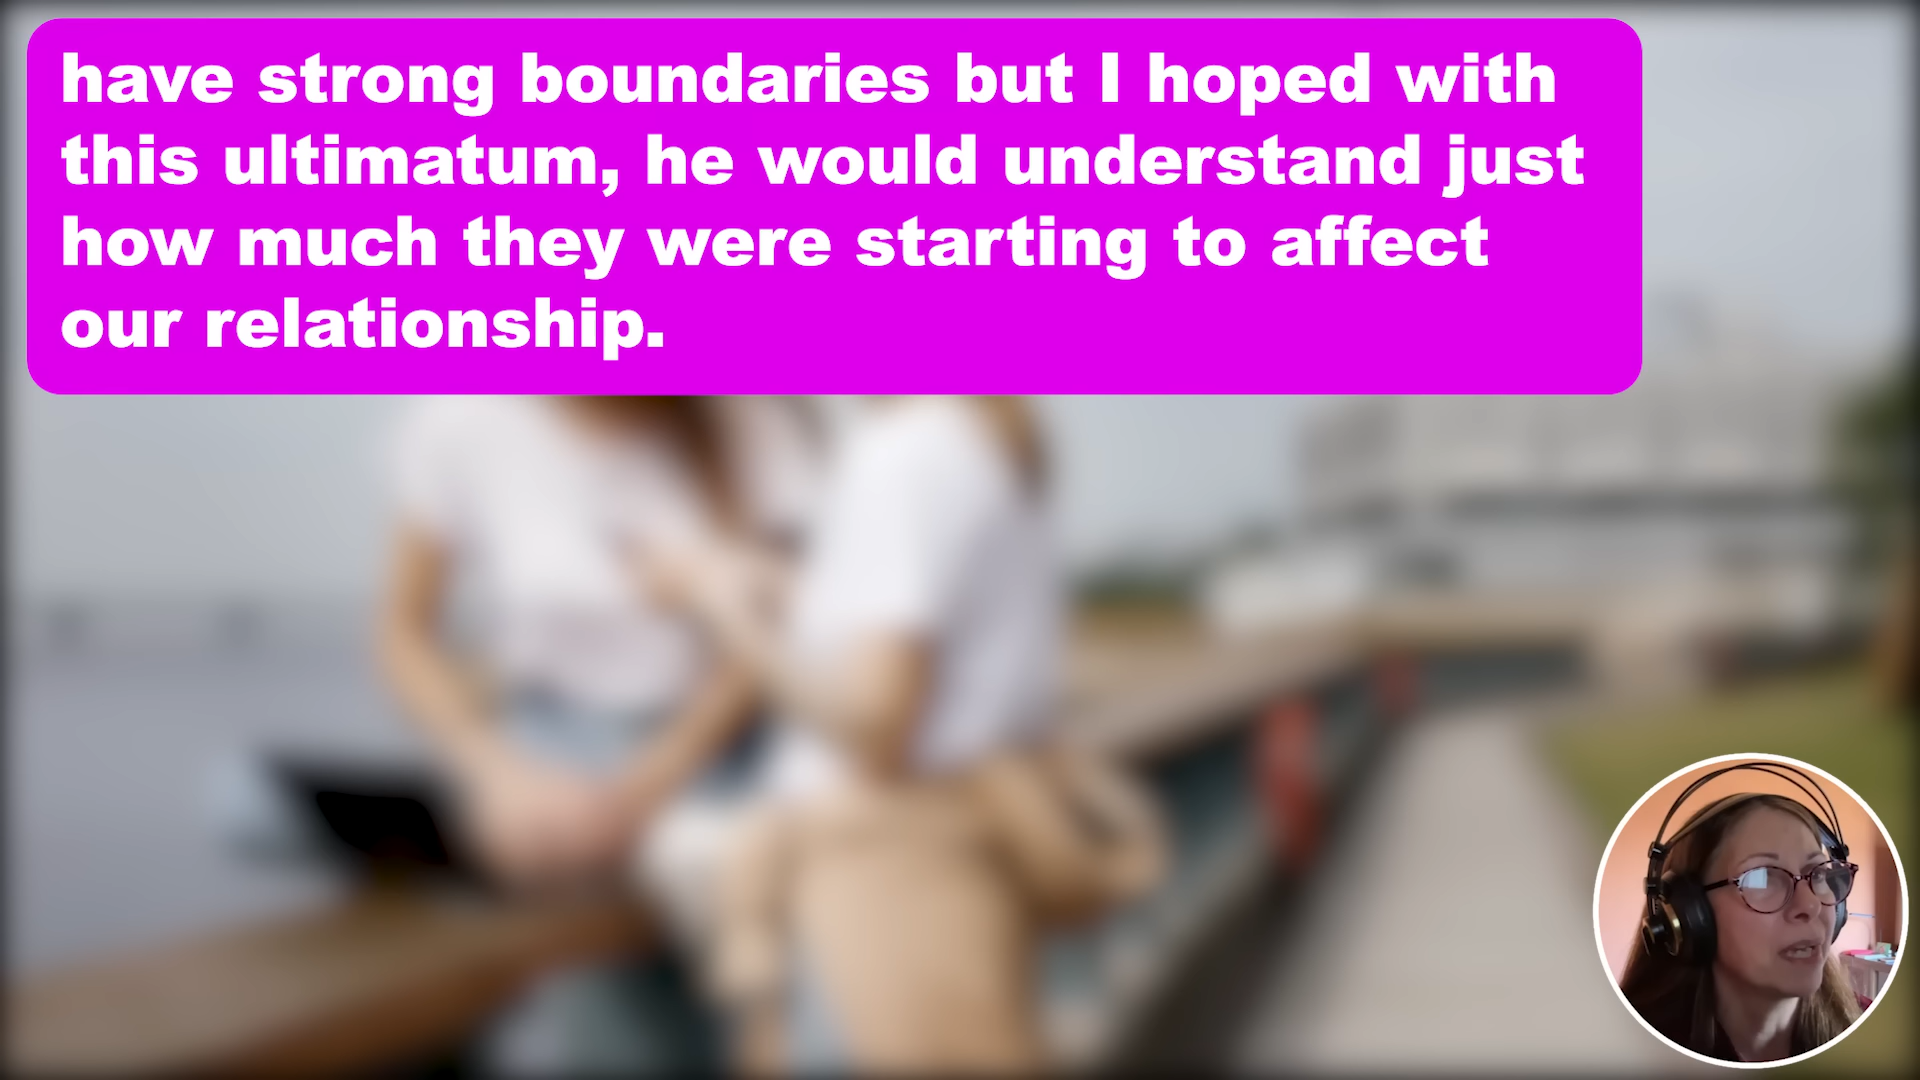 have strong boundaries but I hoped with
this ultimatum, he would understand just
how much they were starting to affect
our relationship.